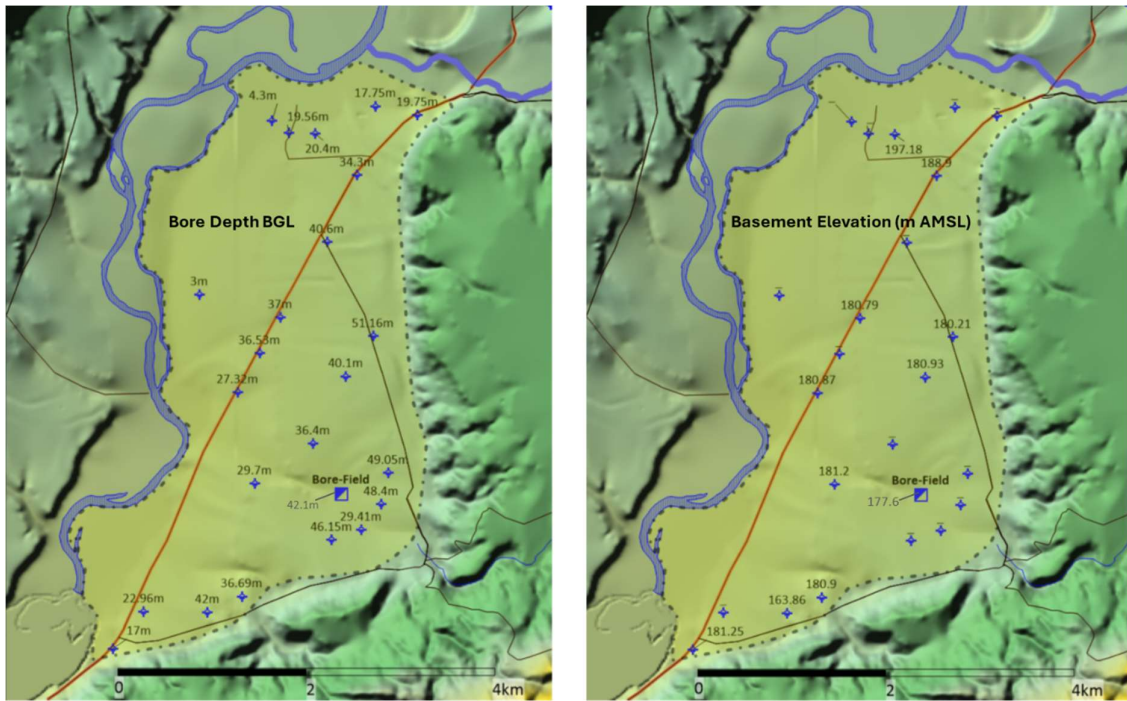 4.3m
17.75m
19.56m
19.75m
20.4m
34.3m
Bore Depth BGL
40.6m
3m
37m
51.16m
36.53m
40.1m
27.32m
36.4m
49.05m
29.7m
Bore-Field
42.1m
48.4m
29.41m
46.15m
36.69m
22.96m
42m
17m
0
2
4km
197.18
188.9
Basement Elevation (m AMSL)
180.79
180.21
180.93
180.87
181.2
Bore-Field
177.6
180.9
163.86
181.25
0
2
4km